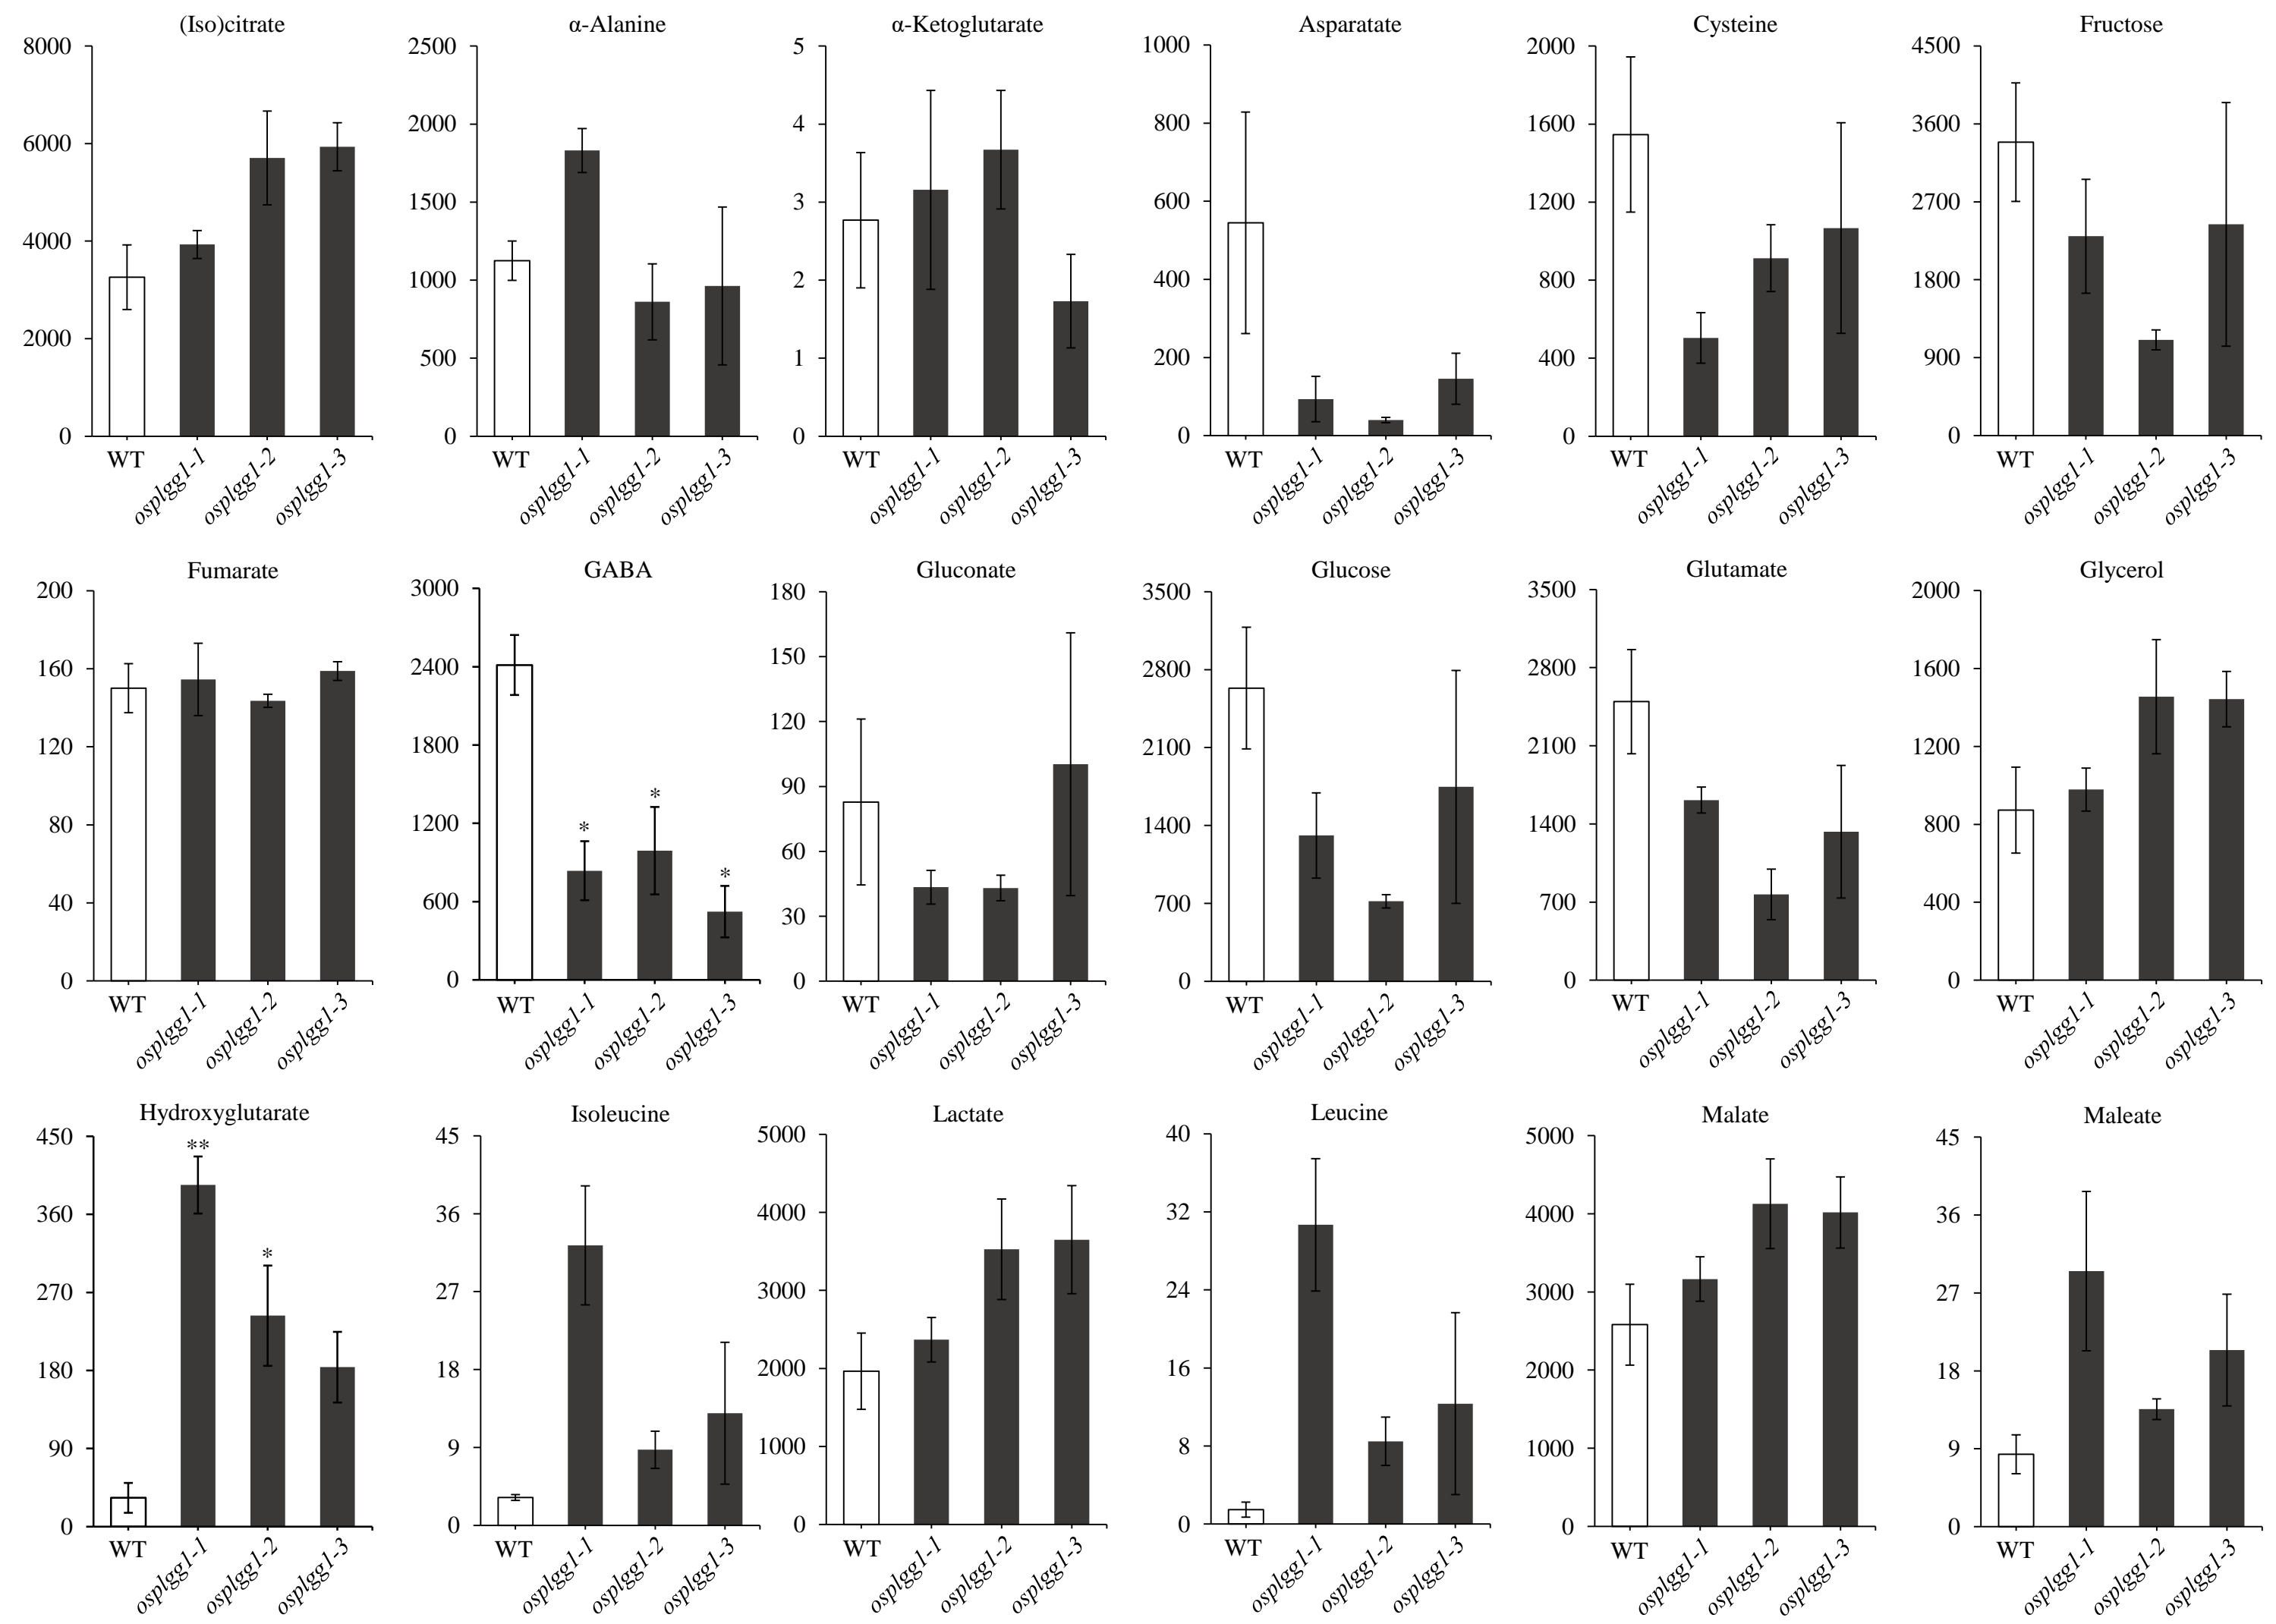 (Iso)citrate
8000
6000
4000
2000
0
WT
osplgg1-1
osplgg1-2
osplgg1-3
α-Alanine
2500
2000
1500
1000
500
0
WT
osplgg1-1
osplgg1-2
osplgg1-3
α-Ketoglutarate
5
4
3
2
1
0
WT
osplgg1-1
osplgg1-2
osplgg1-3
Asparatate
1000
800
600
400
200
0
WT
osplgg1-1
osplgg1-2
osplgg1-3
Cysteine
2000
1600
1200
800
400
0
WT
osplgg1-1
osplgg1-2
osplgg1-3
Fructose
4500
3600
2700
1800
900
0
WT
osplgg1-1
osplgg1-2
osplgg1-3
Fumarate
200
160
120
80
40
0
WT
osplgg1-1
osplgg1-2
osplgg1-3
GABA
3000
2400
1800
1200
600
0
*
*
*
WT
osplgg1-1
osplgg1-2
osplgg1-3
Gluconate
180
150
120
90
60
30
0
WT
osplgg1-1
osplgg1-2
osplgg1-3
Glucose
3500
2800
2100
1400
700
0
WT
osplgg1-1
osplgg1-2
osplgg1-3
Glutamate
3500
2800
2100
1400
700
0
WT
osplgg1-1
osplgg1-2
osplgg1-3
Glycerol
2000
1600
1200
800
400
0
WT
osplgg1-1
osplgg1-2
osplgg1-3
Hydroxyglutarate
450
360
270
180
90
0
**
*
WT
osplgg1-1
osplgg1-2
osplgg1-3
Isoleucine
45
36
27
18
9
0
WT
osplgg1-1
osplgg1-2
osplgg1-3
Lactate
5000
4000
3000
2000
1000
0
WT
osplgg1-1
osplgg1-2
osplgg1-3
Leucine
40
32
24
16
8
0
WT
osplgg1-1
osplgg1-2
osplgg1-3
Malate
5000
4000
3000
2000
1000
0
WT
osplgg1-1
osplgg1-2
osplgg1-3
Maleate
45
36
27
18
9
0
WT
osplgg1-1
osplgg1-2
osplgg1-3